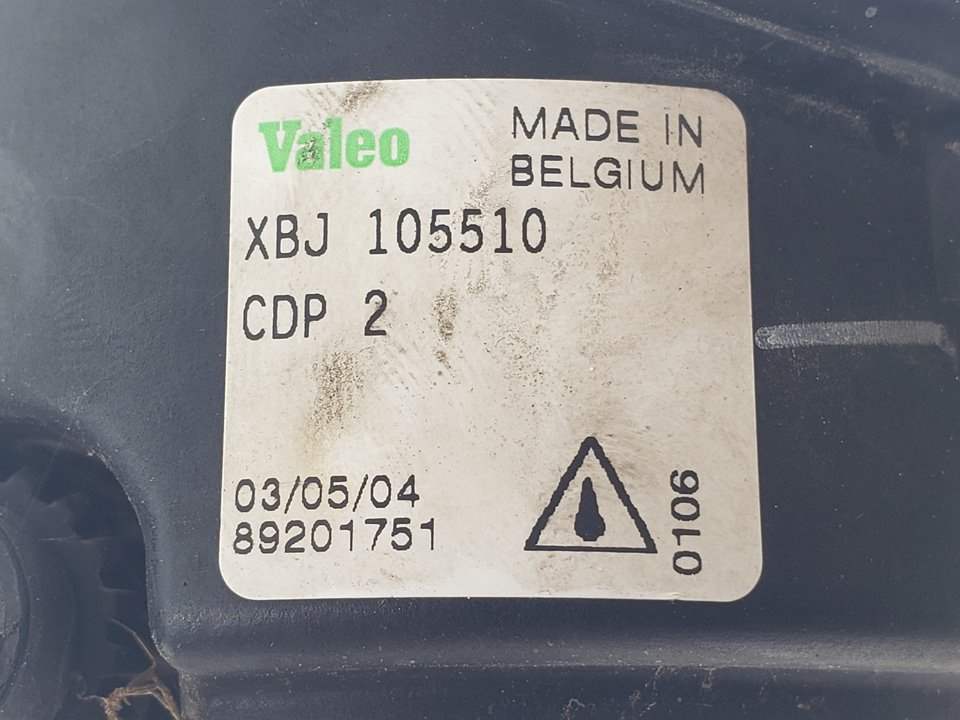 Valeo
MADE IN
BELGIUM
XBJ 105510
CDP 2
03/05/04
89201751
0106